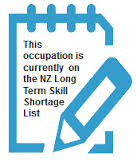 This
occupation is
currently on
the NZ Long
Term Skill
Shortage
List